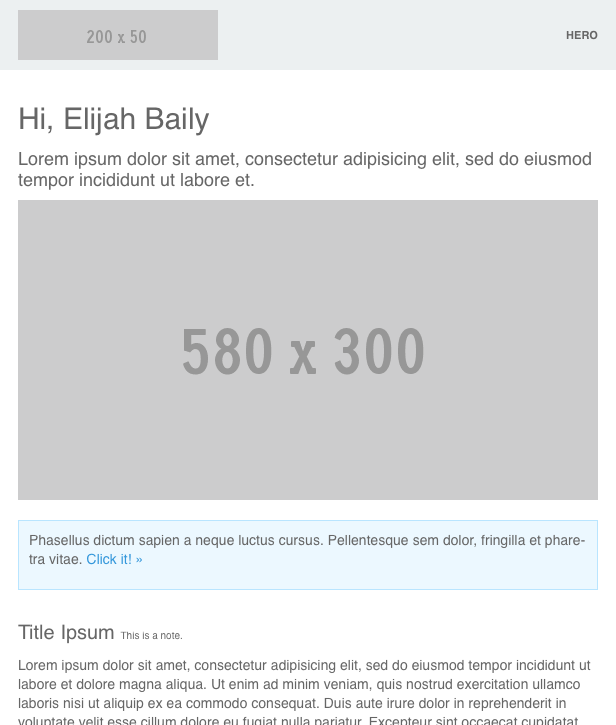 200 x 50
HERO
Hi, Elijah Baily
Lorem ipsum dolor sit amet, consectetur adipisicing elit, sed do eiusmod
tempor incididunt ut labore et.
580 x 300
Phasellus dictum sapien a neque luctus cursus. Pellentesque sem dolor, fringilla et phare-
tra vitae. Click it! »
Title Ipsum This is a note.
Lorem ipsum dolor sit amet, consectetur adipisicing elit, sed do eiusmod tempor incididunt ut
labore et dolore magna aliqua. Ut enim ad minim veniam, quis nostrud exercitation ullamco
laboris nisi ut aliquip ex ea commodo consequat. Duis aute irure dolor in reprehenderit in
voluptate velit esse cillum dolore eu fugiat nulla pariatur. Excepteur sint occaecat cupidatat